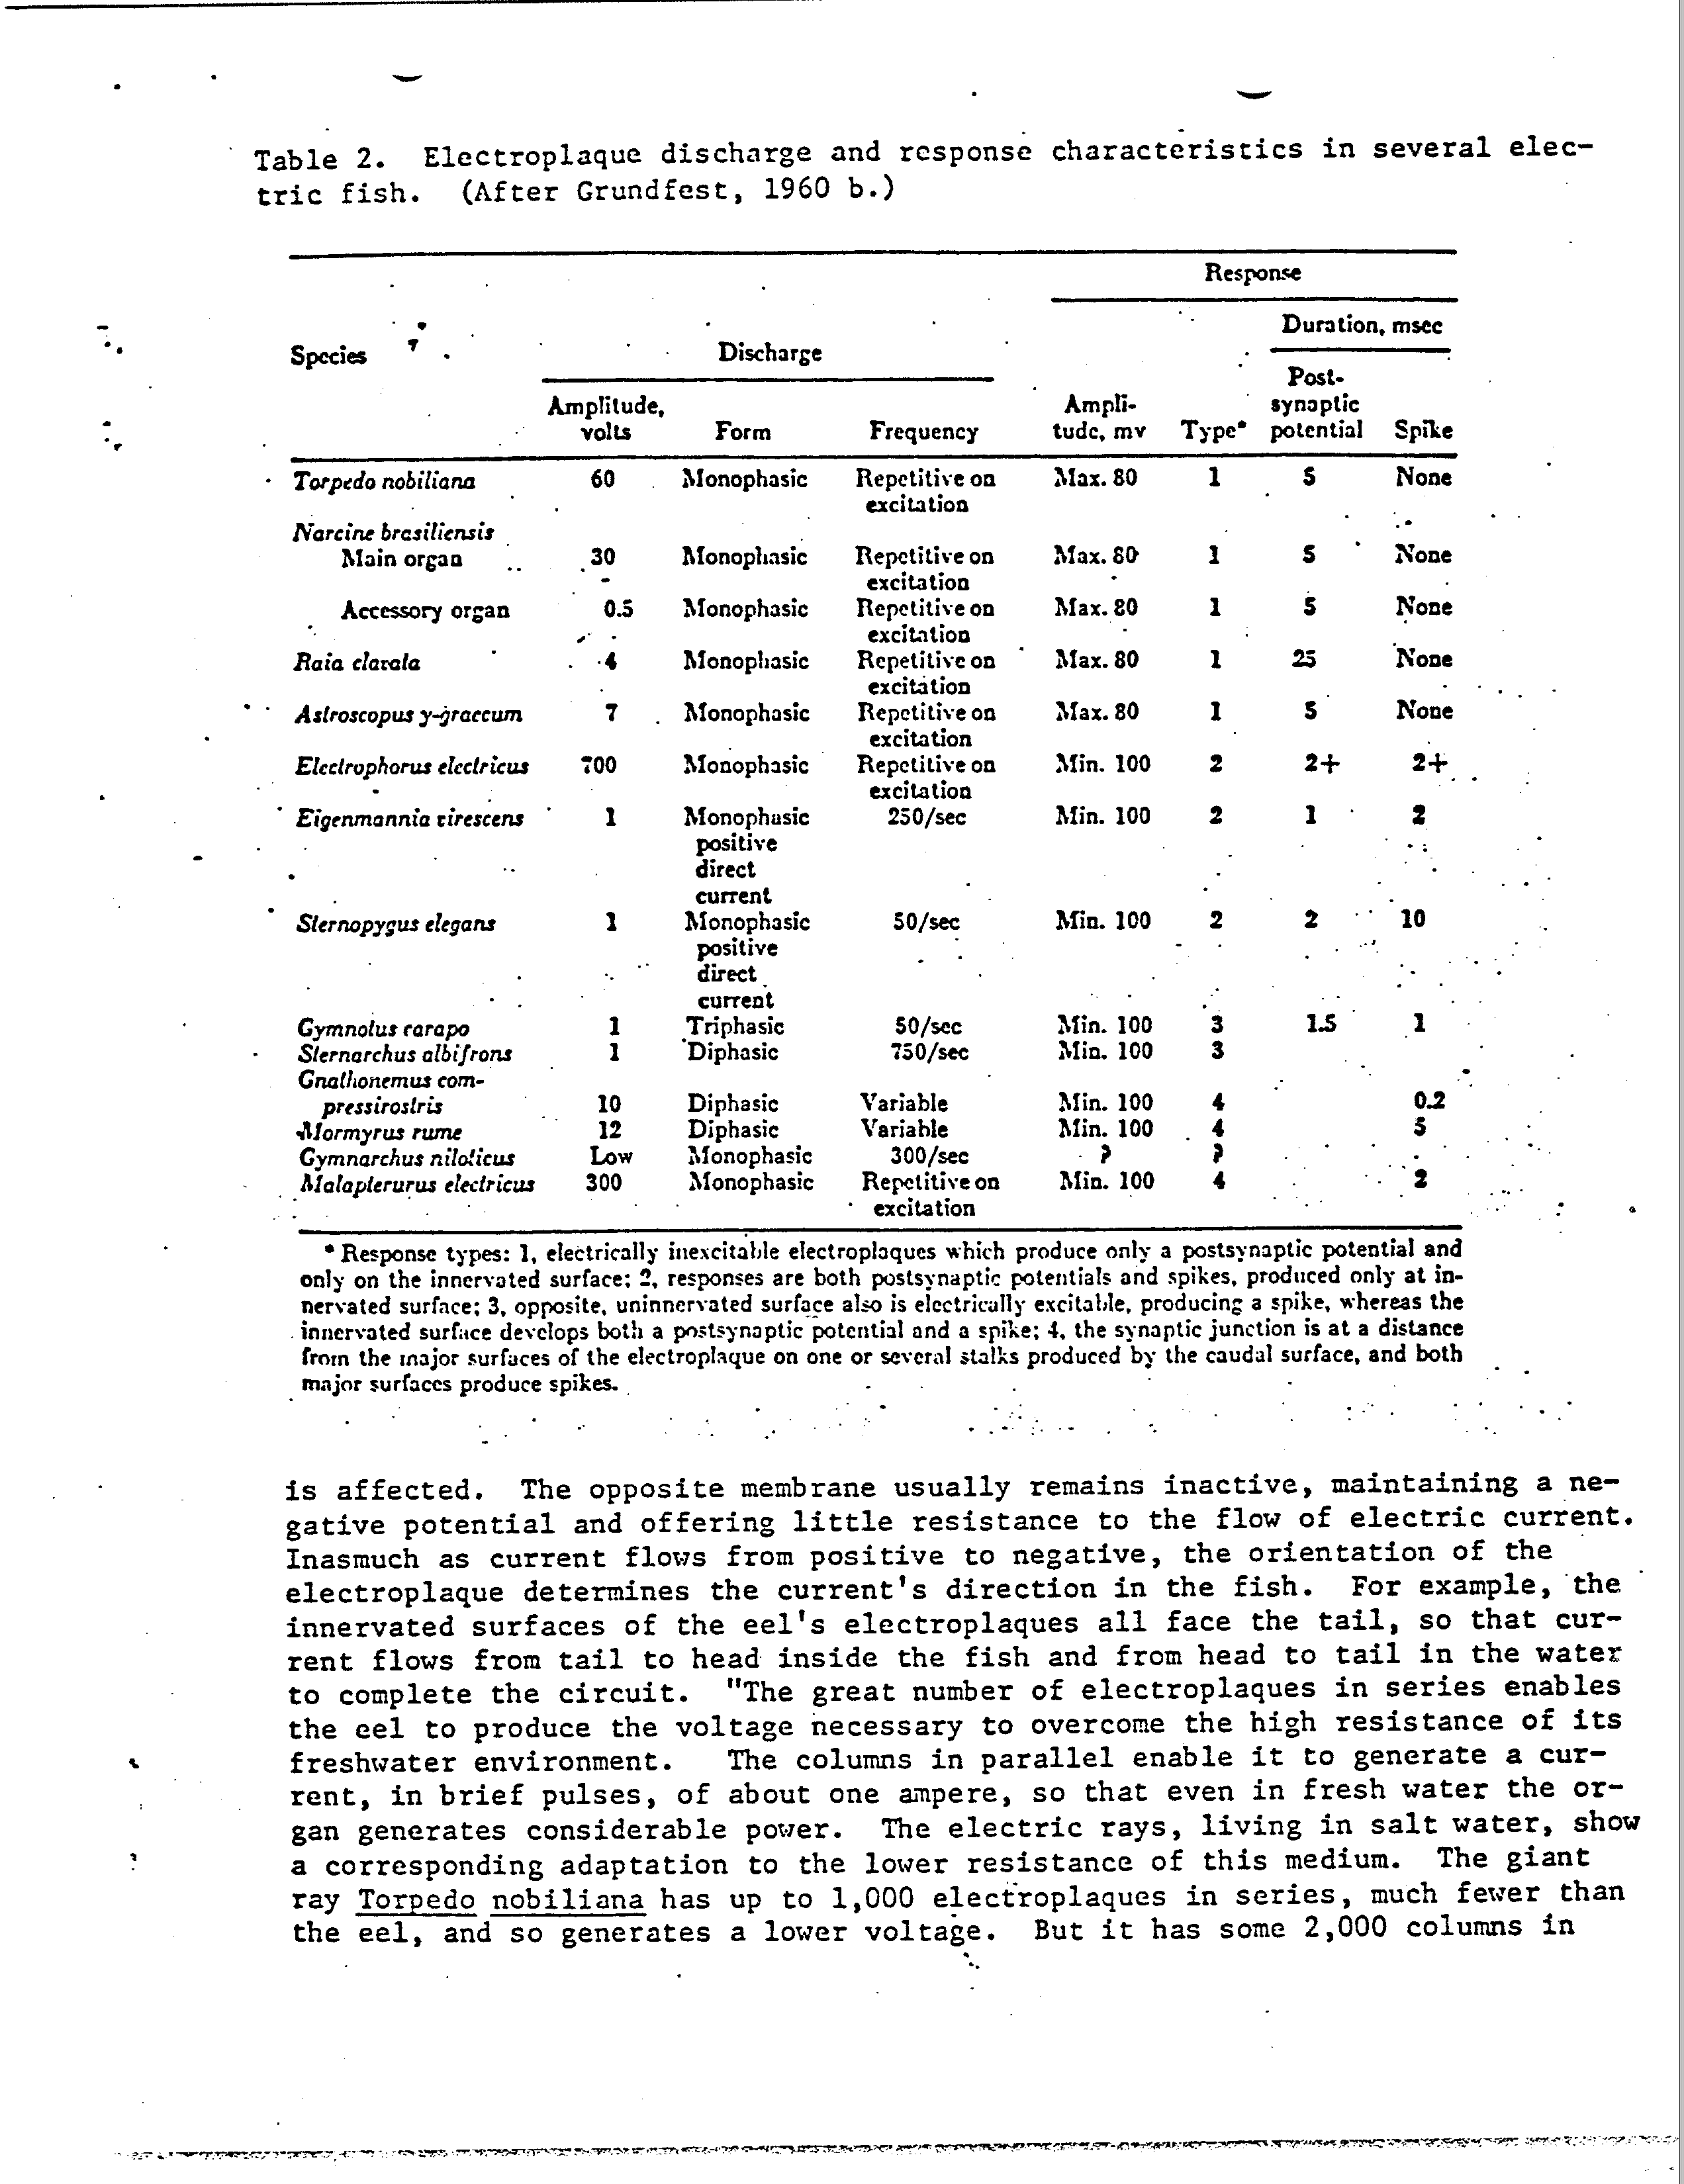 Table 2. Electroplaque discharge and response characteristics in several elec-
tric fish. (After Grundfest, 1960 b.)
Response
Duration, msec
Species Discharge
Post-
Amplitude, Ampli- synaptic
volts Form Frequency tude, mv Type* potential Spike
Torpedo nobiliana 60 Monophasic Repetitive on Max. 80 1 5 None
excitation
Narcine brasiliensis
Main organ 30 Monophasic Repetitive on Max. 80 1 5 None
excitation
Accessory organ 0.5 Monophasic Repetitive on Max. 80 1 5 None
excitation
Raia clavata 4 Monophasic Repetitive on Max. 80 1 25 None
excitation
Astroscopus y-graecum 7 Monophasic Repetitive on Max. 80 1 5 None
excitation
Electrophorus electricus 700 Monophasic Repetitive on Min. 100 2 2+ 2+
excitation
Eigenmannia virescens 1 Monophasic 250/sec Min. 100 2 1 2
positive
direct
current
Sternopygus elegans 1 Monophasic 50/sec Min. 100 2 2 10
positive
direct
current
Gymnotus carapo 1 Triphasic 50/sec Min. 100 3 1.5 1
Sternarchus albifrons 1 Diphasic 750/sec Min. 100 3
Gnathonemus com-
pressirostris 10 Diphasic Variable Min. 100 4 0.2
Mormyrus rume 12 Diphasic Variable Min. 100 4 5
Gymnarchus niloticus Low Monophasic 300/sec ? ?
Malapterurus electricus 300 Monophasic Repetitive on Min. 100 4 2
excitation
* Response types: 1, electrically inexcitable electroplaques which produce only a postsynaptic potential and
only on the innervated surface; 2, responses are both postsynaptic potentials and spikes, produced only at in-
nervated surface; 3, opposite, uninnervated surface also is electrically excitable, producing a spike, whereas the
innervated surface develops both a postsynaptic potential and a spike; 4, the synaptic junction is at a distance
from the major surfaces of the electroplaque on one or several stalks produced by the caudal surface, and both
major surfaces produce spikes.
is affected. The opposite membrane usually remains inactive, maintaining a ne-
gative potential and offering little resistance to the flow of electric current.
Inasmuch as current flows from positive to negative, the orientation of the
electroplaque determines the current's direction in the fish. For example, the
innervated surfaces of the eel's electroplaques all face the tail, so that cur-
rent flows from tail to head inside the fish and from head to tail in the water
to complete the circuit. "The great number of electroplaques in series enables
the eel to produce the voltage necessary to overcome the high resistance of its
freshwater environment. The columns in parallel enable it to generate a cur-
rent, in brief pulses, of about one ampere, so that even in fresh water the or-
gan generates considerable power. The electric rays, living in salt water, show
a corresponding adaptation to the lower resistance of this medium. The giant
ray Torpedo nobiliana has up to 1,000 electroplaques in series, much fewer than
the eel, and so generates a lower voltage. But it has some 2,000 columns in